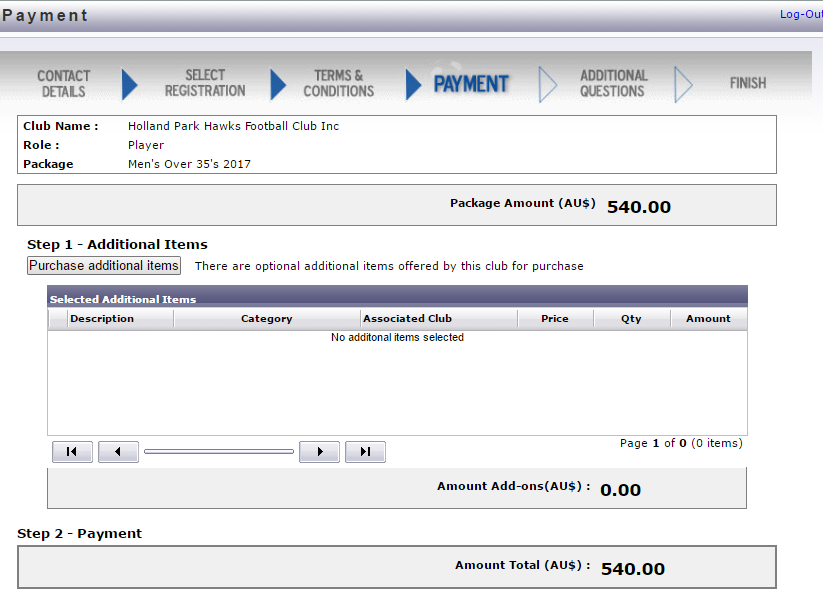 Payment
Log-Out
CONTACT DETAILS
SELECT REGISTRATION
TERMS & CONDITIONS
PAYMENT
ADDITIONAL QUESTIONS
FINISH
Club Name : Holland Park Hawks Football Club Inc
Role : Player
Package Men's Over 35's 2017
Package Amount (AU$) 540.00
Step 1 - Additional Items
Purchase additional items There are optional additional items offered by this club for purchase
Selected Additional Items
Description Category Associated Club Price Qty Amount
No additonal items selected
Page 1 of 0 (0 items)
Amount Add-ons(AU$) : 0.00
Step 2 - Payment
Amount Total (AU$) : 540.00